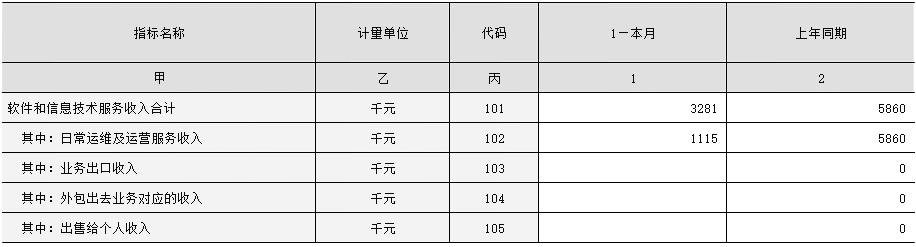 指标名称 计量单位 代码 1－本月 上年同期
甲 乙 丙 1 2
软件和信息技术服务收入合计 千元 101 3281 5860
其中：日常运维及运营服务收入 千元 102 1115 5860
其中：业务出口收入 千元 103 0
其中：外包出去业务对应的收入 千元 104 0
其中：出售给个人收入 千元 105 0